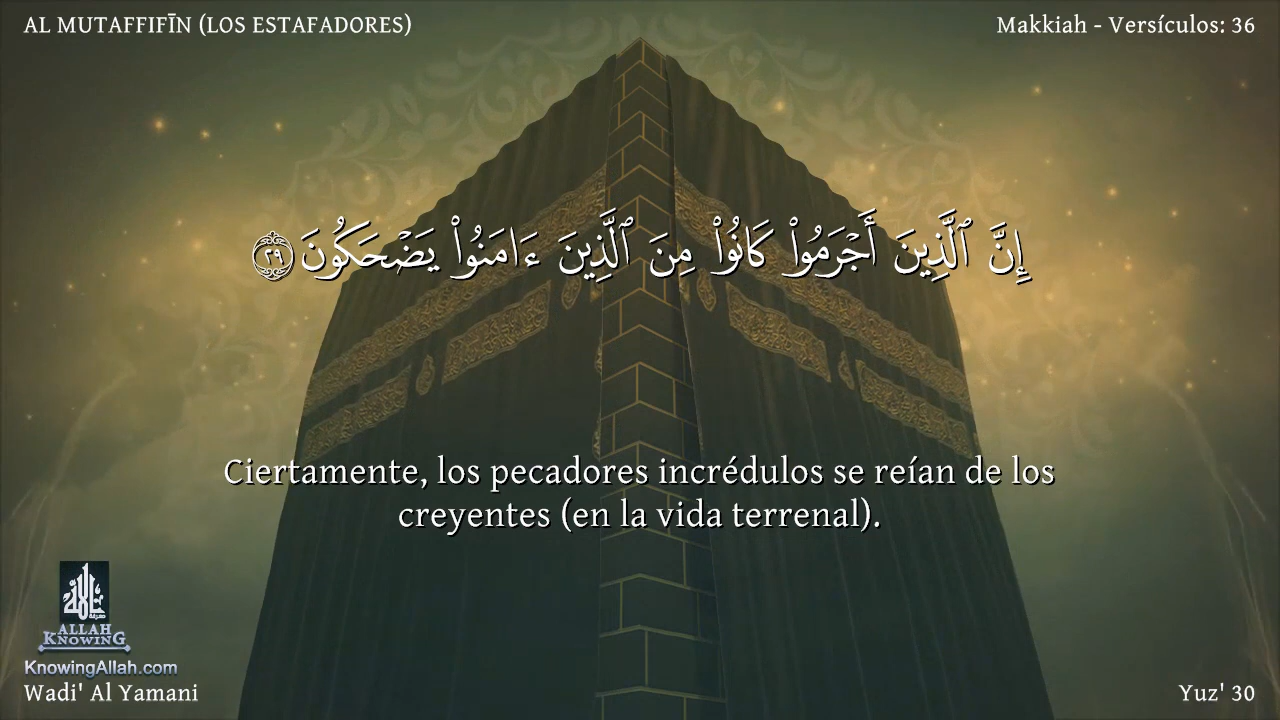 AL MUTAFFIFĪN (LOS ESTAFADORES)
Makkiah - Versículos: 36
إِنَّ ٱلَّذِينَ أَجْرَمُوا۟ كَانُوا۟ مِنَ ٱلَّذِينَ ءَامَنُوا۟ يَضْحَكُونَ ٢٩
Ciertamente, los pecadores incrédulos se reían de los
creyentes (en la vida terrenal).
ALLAH
KNOWING
KnowingAllah.com
Wadi' Al Yamani
Yuz' 30